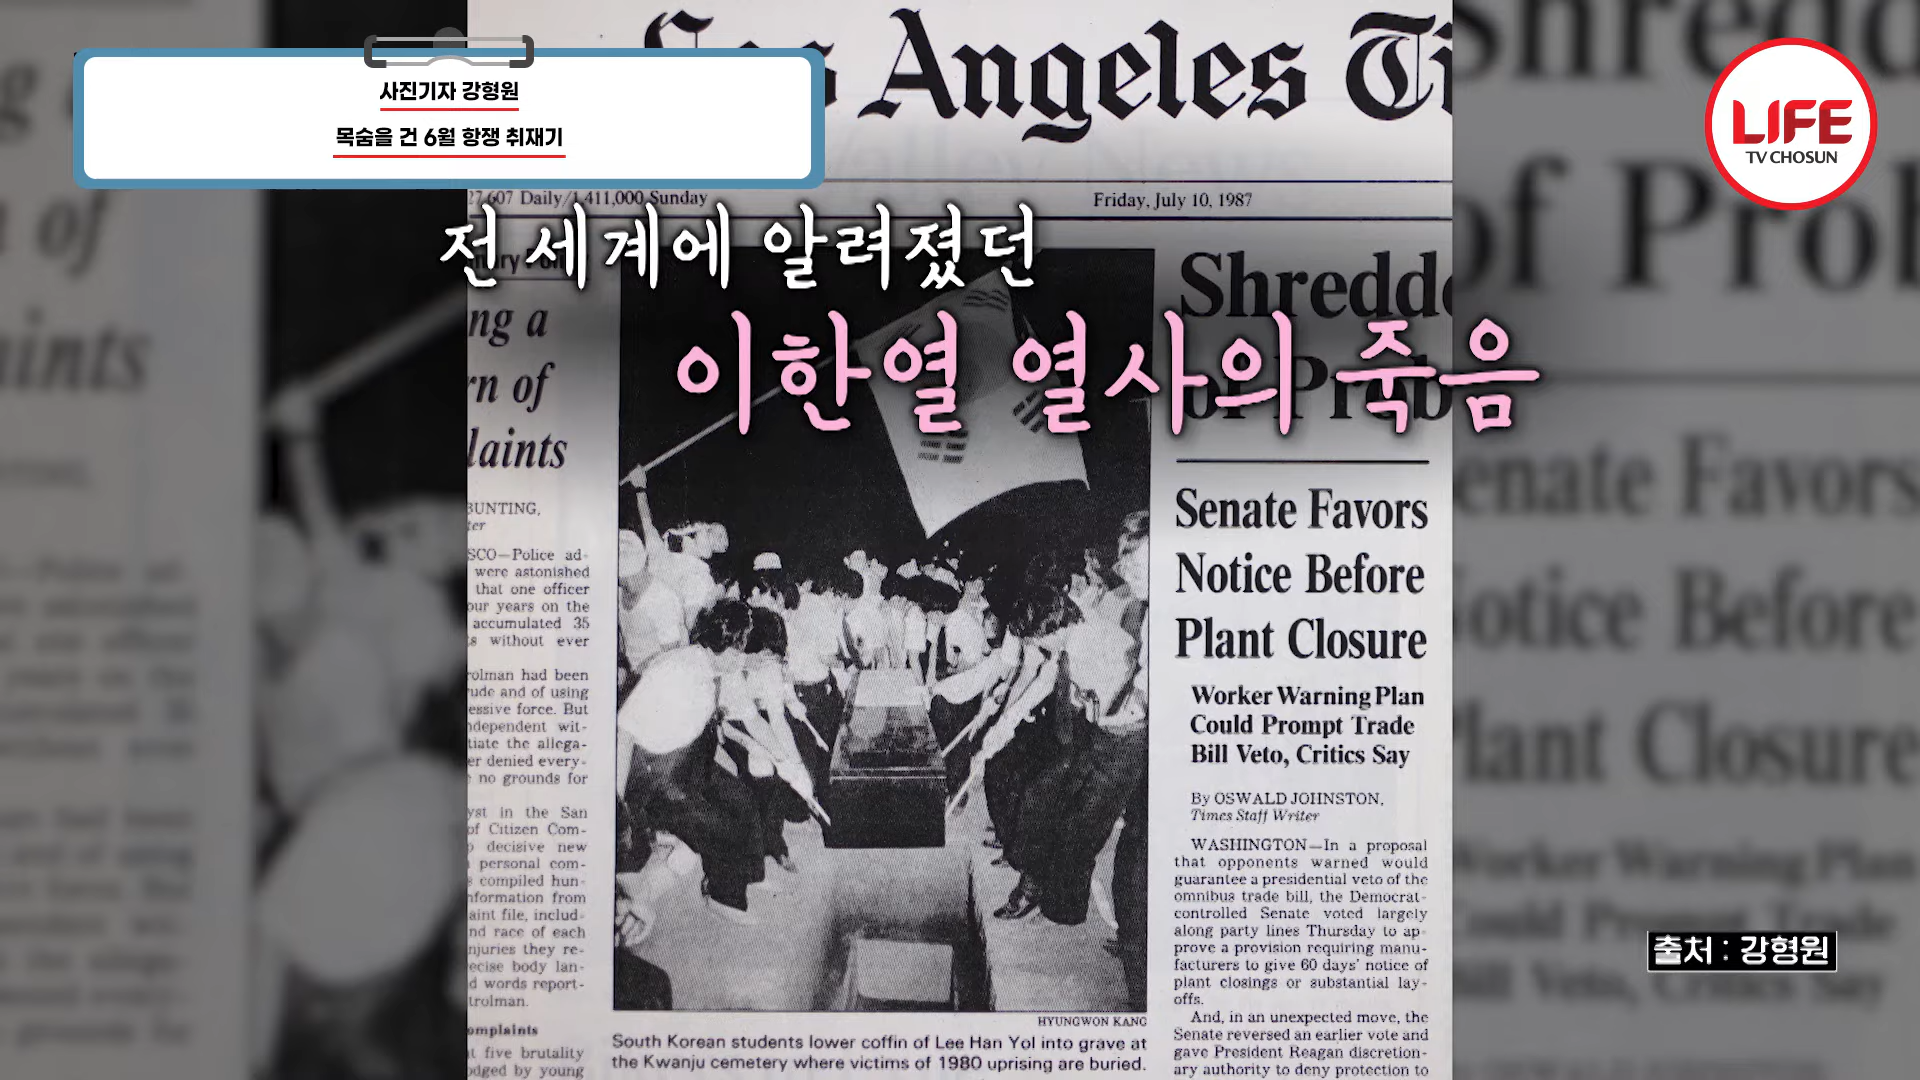 사진기자 강형원
목숨을 건 6월 항쟁 취재기
LIFE
TV CHOSUN
Los Angeles
Daily/1,411,000 Sunday
Friday, July 10, 1987
전 세계에 알려졌던
이한열 열사의 죽음
ng a
rn of
laints
BUNTING,
ter
SCO—Police ad-
were astonished
that one officer
our years on the
accumulated 35
s without ever
rolman had been
rude and of using
essive force. But
ndependent wit-
tiate the allega-
er denied every-
no grounds for
yst in the San
of Citizen Com-
decisive new
personal com-
s compiled hun-
nformation from
aint file, includ-
nd race of each
njuries they re-
ecise body lan-
d words report-
trolman.
omplaints
t five brutality
odged by young
HYUNGWON KANG
South Korean students lower coffin of Lee Han Yol into grave at
the Kwanju cemetery where victims of 1980 uprising are buried.
Shredde
of Prob
Senate Favors
Notice Before
Plant Closure
Worker Warning Plan
Could Prompt Trade
Bill Veto, Critics Say
By OSWALD JOHNSTON,
Times Staff Writer
WASHINGTON—In a proposal
that opponents warned would
guarantee a presidential veto of the
omnibus trade bill, the Democrat-
controlled Senate voted largely
along party lines Thursday to ap-
prove a provision requiring manu-
facturers to give 60 days' notice of
plant closings or substantial lay-
offs.
And, in an unexpected move, the
Senate reversed an earlier vote and
gave President Reagan discretion-
ary authority to deny protection to
출처 : 강형원